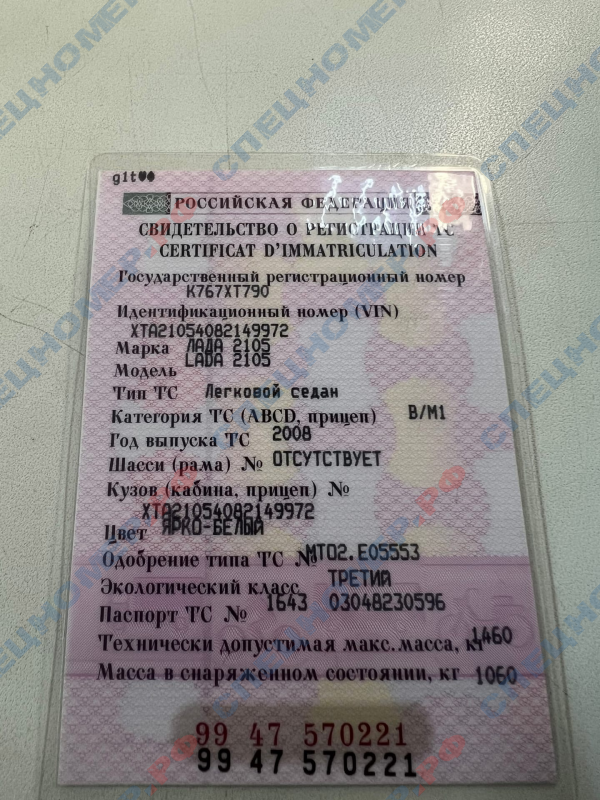 g1t♥♠
РОССИЙСКАЯ ФЕДЕРАЦИЯ
СВИДЕТЕЛЬСТВО О РЕГИСТРАЦИИ ТС
CERTIFICAT D'IMMATRICULATION
Государственный регистрационный номер
К767ХТ790
Идентификационный номер (VIN)
XTA21054082149972
Марка ЛАДА 2105
Модель LADA 2105
Тип ТС Легковой седан
Категория ТС (ABCD, прицеп) B/M1
Год выпуска ТС 2008
Шасси (рама) № ОТСУТСТВУЕТ
Кузов (кабина, прицеп) №
XTA21054082149972
Цвет ЯРКО-БЕЛЫЙ
Одобрение типа ТС № МТ02.Е05553
Экологический класс ТРЕТИЙ
Паспорт ТС № 1643 03048230596
Технически допустимая макс. масса, кг 1460
Масса в снаряженном состоянии, кг 1060
99 47 570221
99 47 570221
СПЕЦНОМЕР.РФ